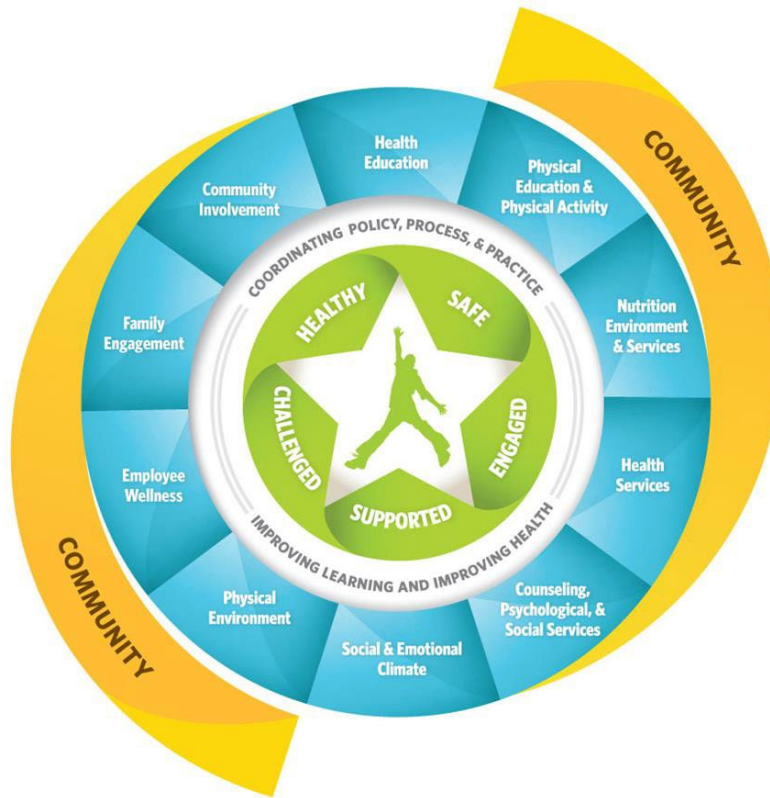 COMMUNITY
Health
Education
Physical
Education &
Physical Activity
Nutrition
Environment
& Services
Health
Services
Counseling,
Psychological, &
Social Services
Social & Emotional
Climate
Physical
Environment
Employee
Wellness
Family
Engagement
Community
Involvement
COORDINATING POLICY, PROCESS, & PRACTICE
IMPROVING LEARNING AND IMPROVING HEALTH
HEALTHY
SAFE
ENGAGED
SUPPORTED
CHALLENGED
COMMUNITY